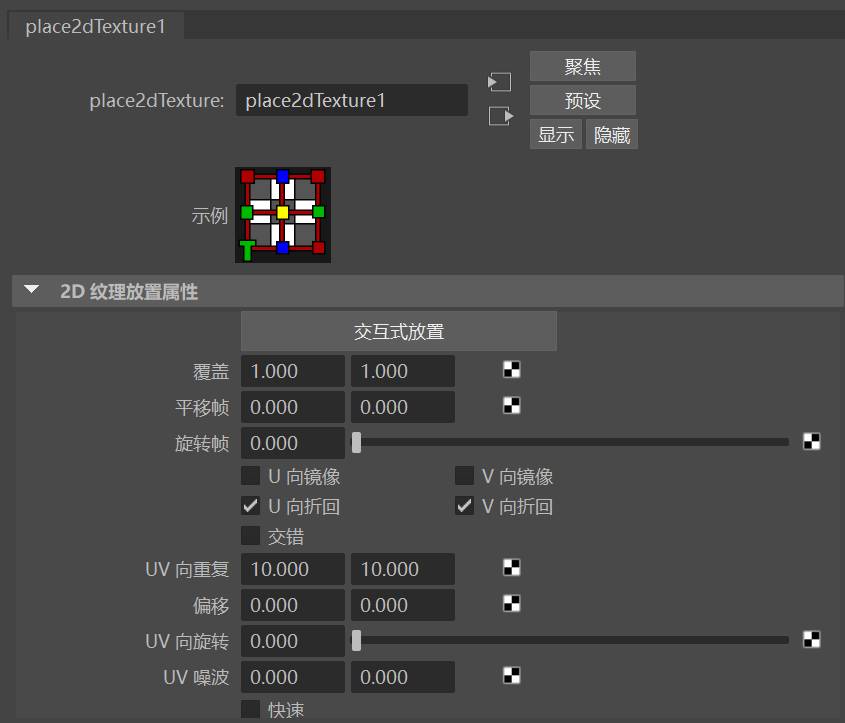 place2dTexture1
聚焦
place2dTexture: place2dTexture1
预设
显示 隐藏
示例
2D 纹理放置属性
交互式放置
覆盖 1.000 1.000
平移帧 0.000 0.000
旋转帧 0.000
U 向镜像 V 向镜像
U 向折回 V 向折回
交错
UV 向重复 10.000 10.000
偏移 0.000 0.000
UV 向旋转 0.000
UV 噪波 0.000 0.000
快速